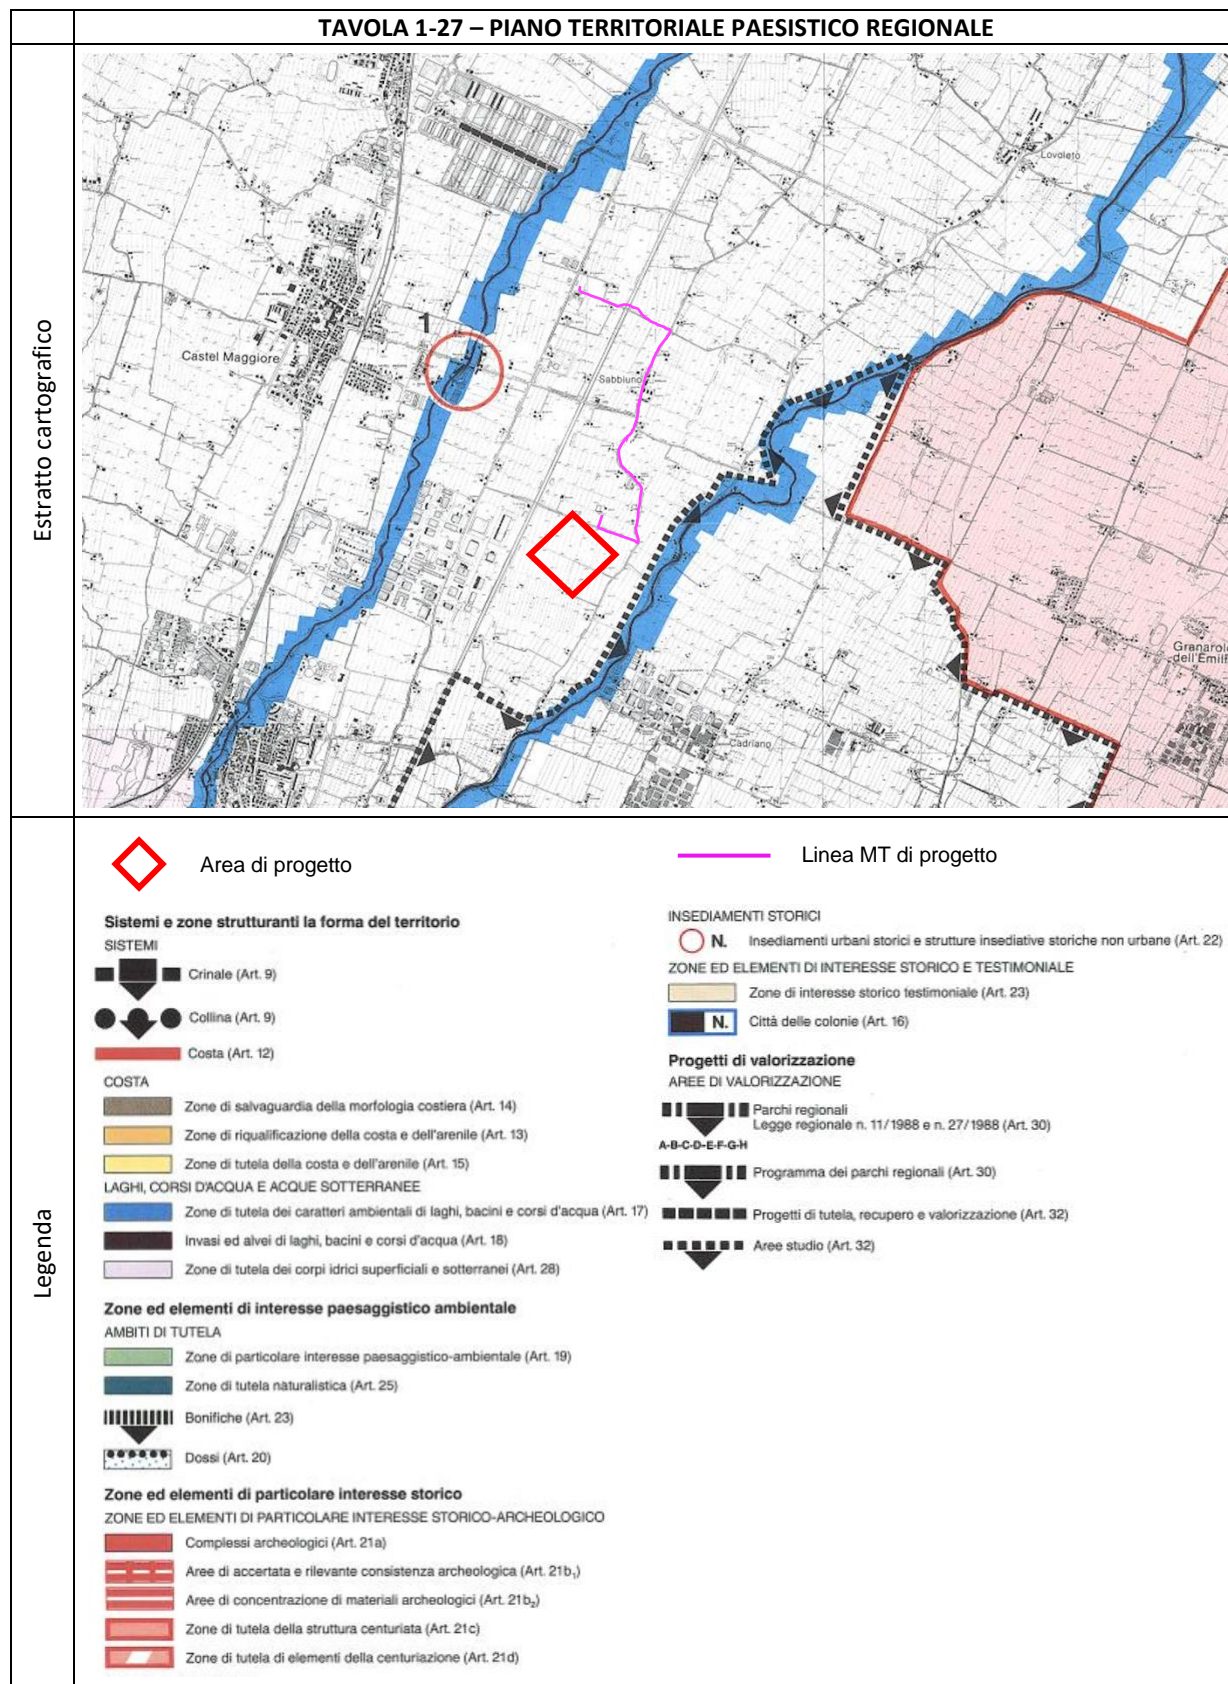 TAVOLA 1-27 – PIANO TERRITORIALE PAESISTICO REGIONALE
Estratto cartografico
Lovoleto
1
Castel Maggiore
Sabbiuno
Granarolo
dell'Emili
Cadriano
Legenda
Area di progetto
Linea MT di progetto
Sistemi e zone strutturanti la forma del territorio
SISTEMI
Crinale (Art. 9)
Collina (Art. 9)
Costa (Art. 12)
COSTA
Zone di salvaguardia della morfologia costiera (Art. 14)
Zone di riqualificazione della costa e dell'arenile (Art. 13)
Zone di tutela della costa e dell'arenile (Art. 15)
LAGHI, CORSI D'ACQUA E ACQUE SOTTERRANEE
Zone di tutela dei caratteri ambientali di laghi, bacini e corsi d'acqua (Art. 17)
Invasi ed alvei di laghi, bacini e corsi d'acqua (Art. 18)
Zone di tutela dei corpi idrici superficiali e sotterranei (Art. 28)
Zone ed elementi di interesse paesaggistico ambientale
AMBITI DI TUTELA
Zone di particolare interesse paesaggistico-ambientale (Art. 19)
Zone di tutela naturalistica (Art. 25)
Bonifiche (Art. 23)
Dossi (Art. 20)
Zone ed elementi di particolare interesse storico
ZONE ED ELEMENTI DI PARTICOLARE INTERESSE STORICO-ARCHEOLOGICO
Complessi archeologici (Art. 21a)
Aree di accertata e rilevante consistenza archeologica (Art. 21b₁)
Aree di concentrazione di materiali archeologici (Art. 21b₂)
Zone di tutela della struttura centuriata (Art. 21c)
Zone di tutela di elementi della centuriazione (Art. 21d)
INSEDIAMENTI STORICI
N. Insediamenti urbani storici e strutture insediative storiche non urbane (Art. 22)
ZONE ED ELEMENTI DI INTERESSE STORICO E TESTIMONIALE
Zone di interesse storico testimoniale (Art. 23)
N. Città delle colonie (Art. 16)
Progetti di valorizzazione
AREE DI VALORIZZAZIONE
Parchi regionali
Legge regionale n. 11/1988 e n. 27/1988 (Art. 30)
A-B-C-D-E-F-G-H
Programma dei parchi regionali (Art. 30)
Progetti di tutela, recupero e valorizzazione (Art. 32)
Aree studio (Art. 32)